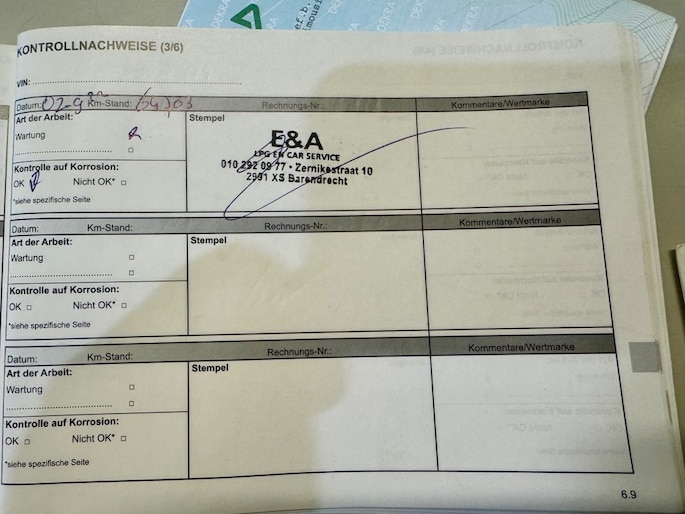 KONTROLLNACHWEISE (3/6)
VIN:
Datum: Km-Stand: Rechnungs-Nr.: Kommentare/Wertmarke
Art der Arbeit:
Wartung
Kontrolle auf Korrosion:
OK Nicht OK*
*siehe spezifische Seite
Stempel
E&A
LPG EN CAR SERVICE
010 292 09 77 • Zernikestraat 10
2991 XS Barendrecht
Datum: Km-Stand: Rechnungs-Nr.: Kommentare/Wertmarke
Art der Arbeit:
Wartung
Kontrolle auf Korrosion:
OK Nicht OK*
*siehe spezifische Seite
Stempel
Datum: Km-Stand: Rechnungs-Nr.: Kommentare/Wertmarke
Art der Arbeit:
Wartung
Kontrolle auf Korrosion:
OK Nicht OK*
*siehe spezifische Seite
Stempel
6.9
DEKRA